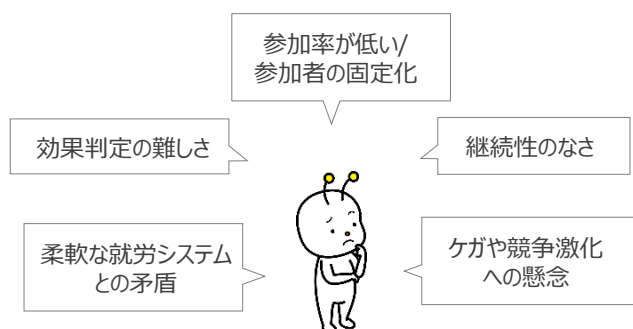 参加率が低い/
参加者の固定化
効果判定の難しさ
継続性のなさ
柔軟な就労システム
との矛盾
ケガや競争激化
への懸念